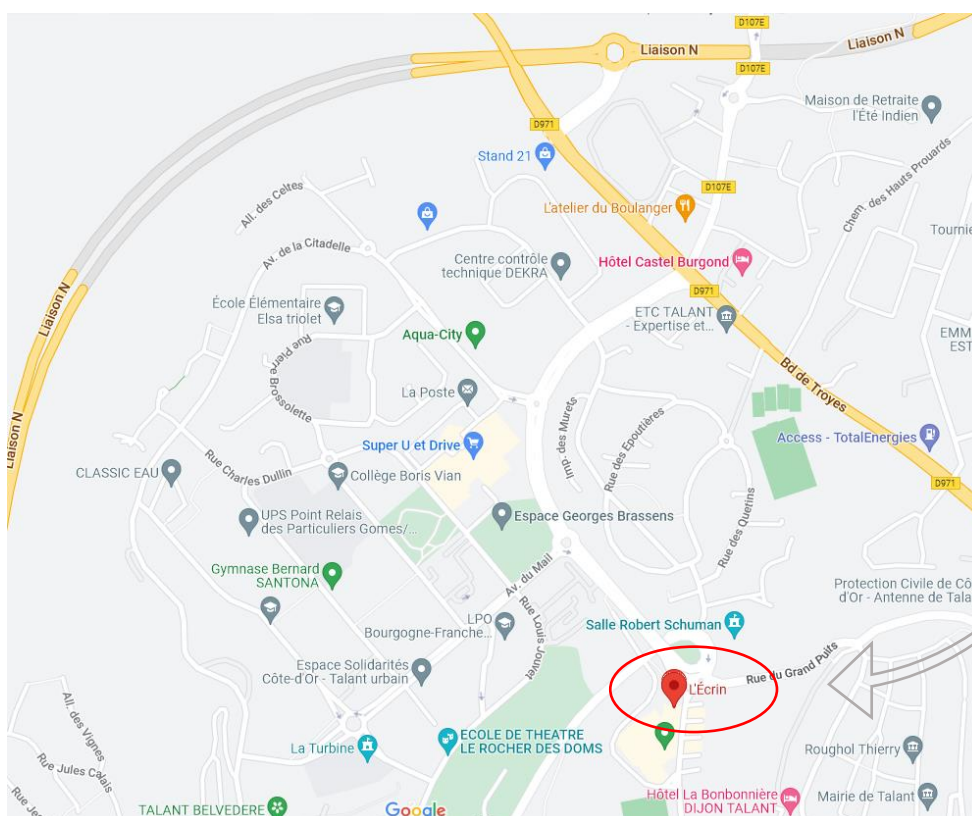 D107E
Liaison N
Liaison N
D107E
Maison de Retraite
l'Été Indien
D971
Stand 21
Chem. des Hauts Prouards
All. des Celtes
D107E
L'atelier du Boulanger
Tournie
Av. de la Citadelle
Centre contrôle
technique DEKRA
Hôtel Castel Burgond
Liaison N
D971
École Élémentaire
Elsa triolet
ETC TALANT
- Expertise et...
Aqua-City
EMM
EST
Rue Pierre Brossolette
Bd de Troyes
La Poste
Imp. des Murets
Rue des Epoutières
Liaison N
Super U et Drive
Access - TotalEnergies
Rue Charles Dullin
CLASSIC EAU
Collège Boris Vian
D971
UPS Point Relais
des Particuliers Gomes/...
Espace Georges Brassens
Rue des Quetins
Gymnase Bernard
SANTONA
Av. du Mail
Protection Civile de Cô
d'Or - Antenne de Tala
LPO
Bourgogne-Franche...
Rue Louis Jouvet
Salle Robert Schuman
Espace Solidarités
Côte-d'Or - Talant urbain
Rue du Grand Puits
L'Écrin
All. des Vignes
La Turbine
ECOLE DE THEATRE
LE ROCHER DES DOMS
Roughol Thierry
Rue Jules Calais
Hôtel La Bonbonnière
DIJON TALANT
Mairie de Talant
Rue Je
TALANT BELVEDERE
Google